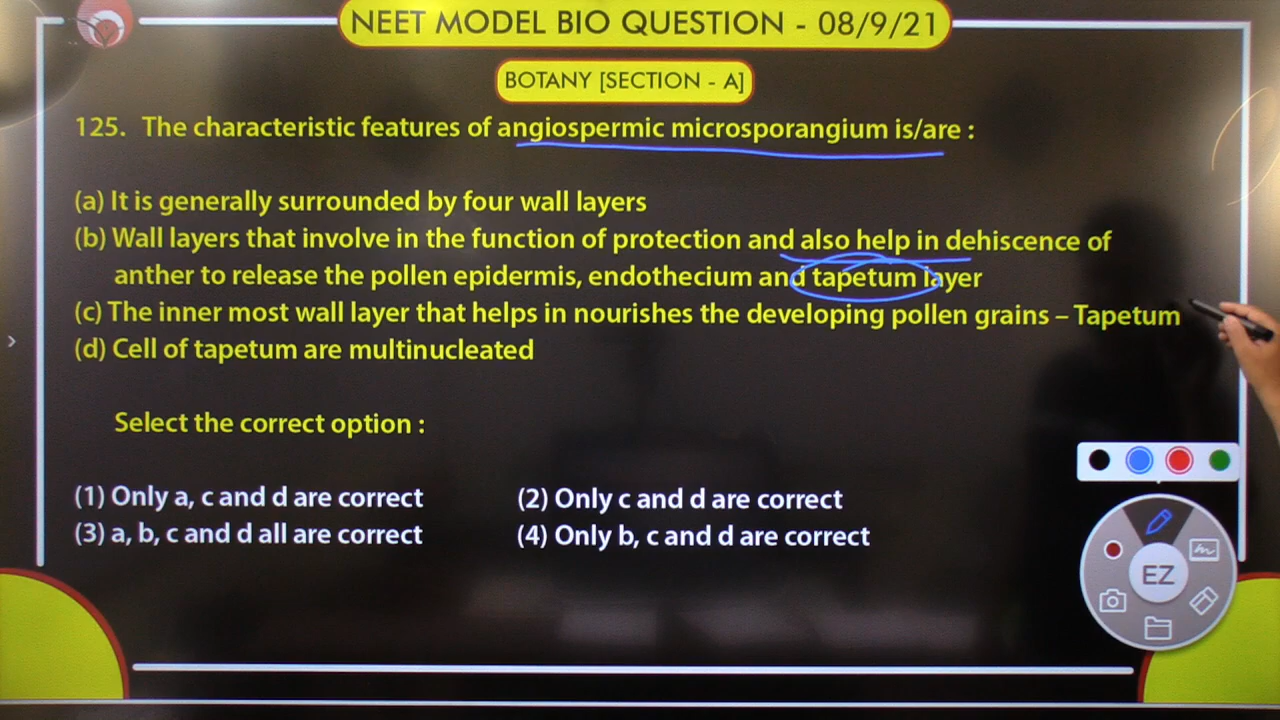 NEET MODEL BIO QUESTION - 08/9/21
BOTANY [SECTION - A]
125. The characteristic features of angiospermic microsporangium is/are :
(a) It is generally surrounded by four wall layers
(b) Wall layers that involve in the function of protection and also help in dehiscence of
anther to release the pollen epidermis, endothecium and tapetum layer
(c) The inner most wall layer that helps in nourishes the developing pollen grains – Tapetum
(d) Cell of tapetum are multinucleated
Select the correct option :
(1) Only a, c and d are correct (2) Only c and d are correct
(3) a, b, c and d all are correct (4) Only b, c and d are correct
EZ